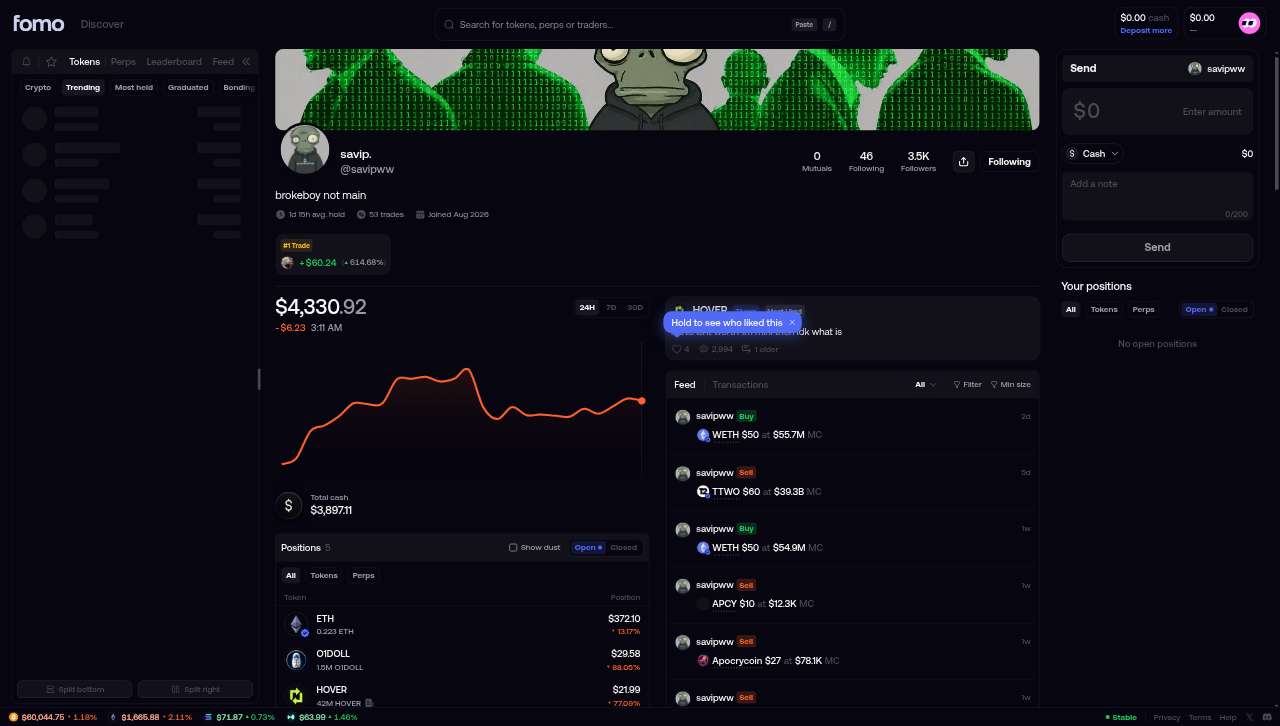 fomo
Discover
Search for tokens, perps or traders...
Paste
/
$0.00 cash
Deposit more
$0.00
—
Tokens
Perps
Leaderboard
Feed
Crypto
Trending
Most held
Graduated
Bonding
savip.
@savipww
0
Mutuals
46
Following
3.5K
Followers
Following
brokeboy not main
1d 15h avg. hold
53 trades
Joined Aug 2026
#1 Trade
+$60.24
614.68%
$4,330.92
-$6.23 3:11 AM
24H
7D
30D
Total cash
$3,897.11
Positions 5
Show dust
Open
Closed
All
Tokens
Perps
Token
Position
ETH
0.223 ETH
$372.10
13.17%
O1DOLL
1.5M O1DOLL
$29.58
88.05%
HOVER
42M HOVER
$21.99
77.09%
HOVER
Hold to see who liked this
idk what is
4
2,994
1 older
Feed
Transactions
All
Filter
Min size
savipww Buy
2d
WETH $50 at $55.7M MC
savipww Sell
5d
TTWO $60 at $39.3B MC
savipww Buy
1w
WETH $50 at $54.9M MC
savipww Sell
1w
APCY $10 at $12.3K MC
savipww Sell
1w
Apocrycoin $27 at $78.1K MC
savipww Sell
1w
Send
savipww
$0
Enter amount
Cash
$0
Add a note
0/200
Send
Your positions
All
Tokens
Perps
Open
Closed
No open positions
Split bottom
Split right
$60,044.75 1.18%
$1,665.88 2.11%
$71.87 0.73%
$63.99 1.46%
Stable
Privacy
Terms
Help